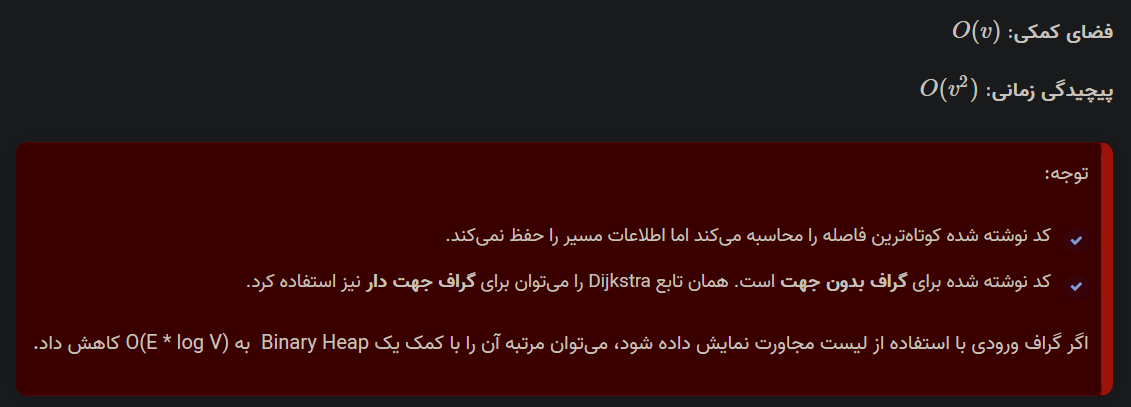 فضای کمکی: O(v)
پیچیدگی زمانی: O(v²)
توجه:
کد نوشته شده کوتاه‌ترین فاصله را محاسبه می‌کند اما اطلاعات مسیر را حفظ نمی‌کند.
کد نوشته شده برای گراف بدون جهت است. همان تابع Dijkstra را می‌توان برای گراف جهت دار نیز استفاده کرد.
اگر گراف ورودی با استفاده از لیست مجاورت نمایش داده شود، می‌توان مرتبه آن را با کمک یک Binary Heap به O(E * log V) کاهش داد.